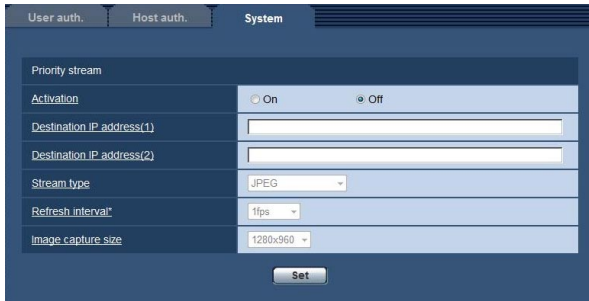 User auth. Host auth. System
Priority stream
Activation On Off
Destination IP address(1)
Destination IP address(2)
Stream type JPEG
Refresh interval* 1fps
Image capture size 1280x960
Set